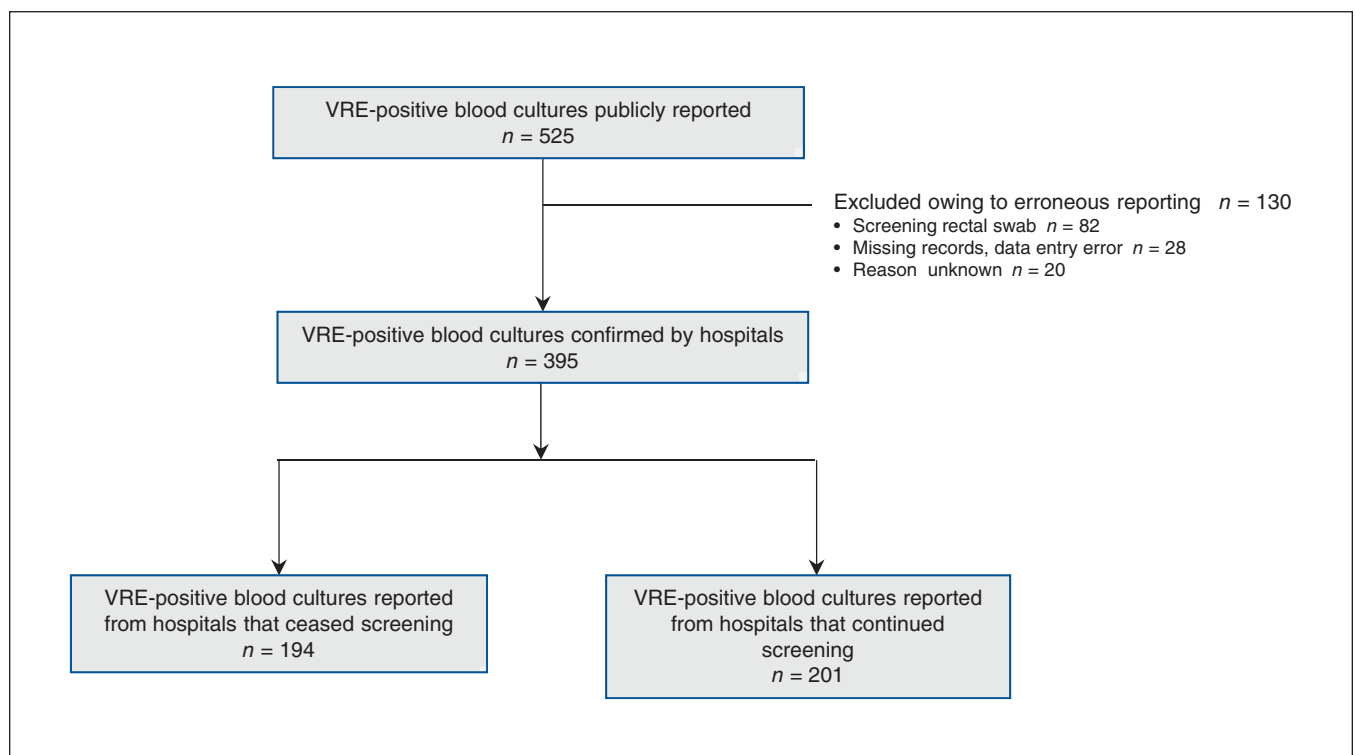 VRE-positive blood cultures publicly reported
n = 525
Excluded owing to erroneous reporting n = 130
• Screening rectal swab n = 82
• Missing records, data entry error n = 28
• Reason unknown n = 20
VRE-positive blood cultures confirmed by hospitals
n = 395
VRE-positive blood cultures reported
from hospitals that ceased screening
n = 194
VRE-positive blood cultures reported
from hospitals that continued
screening
n = 201